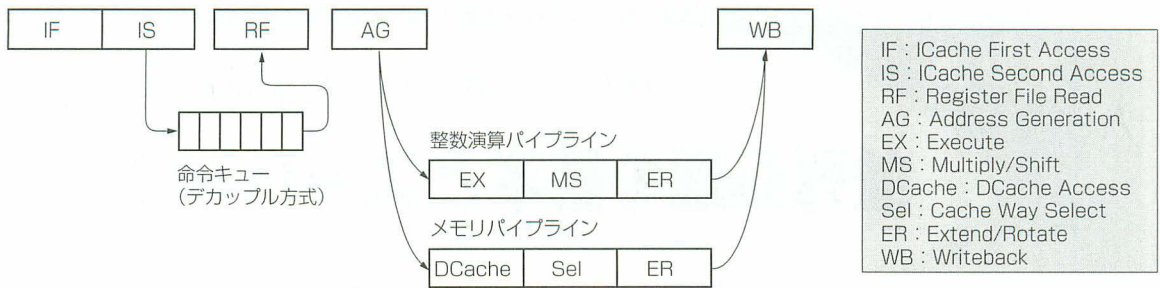 IF IS RF AG WB
命令キュー
(デカップル方式)
整数演算パイプライン
EX MS ER
メモリパイプライン
DCache Sel ER
IF：ICache First Access
IS：ICache Second Access
RF：Register File Read
AG：Address Generation
EX：Execute
MS：Multiply/Shift
DCache：DCache Access
Sel：Cache Way Select
ER：Extend/Rotate
WB：Writeback